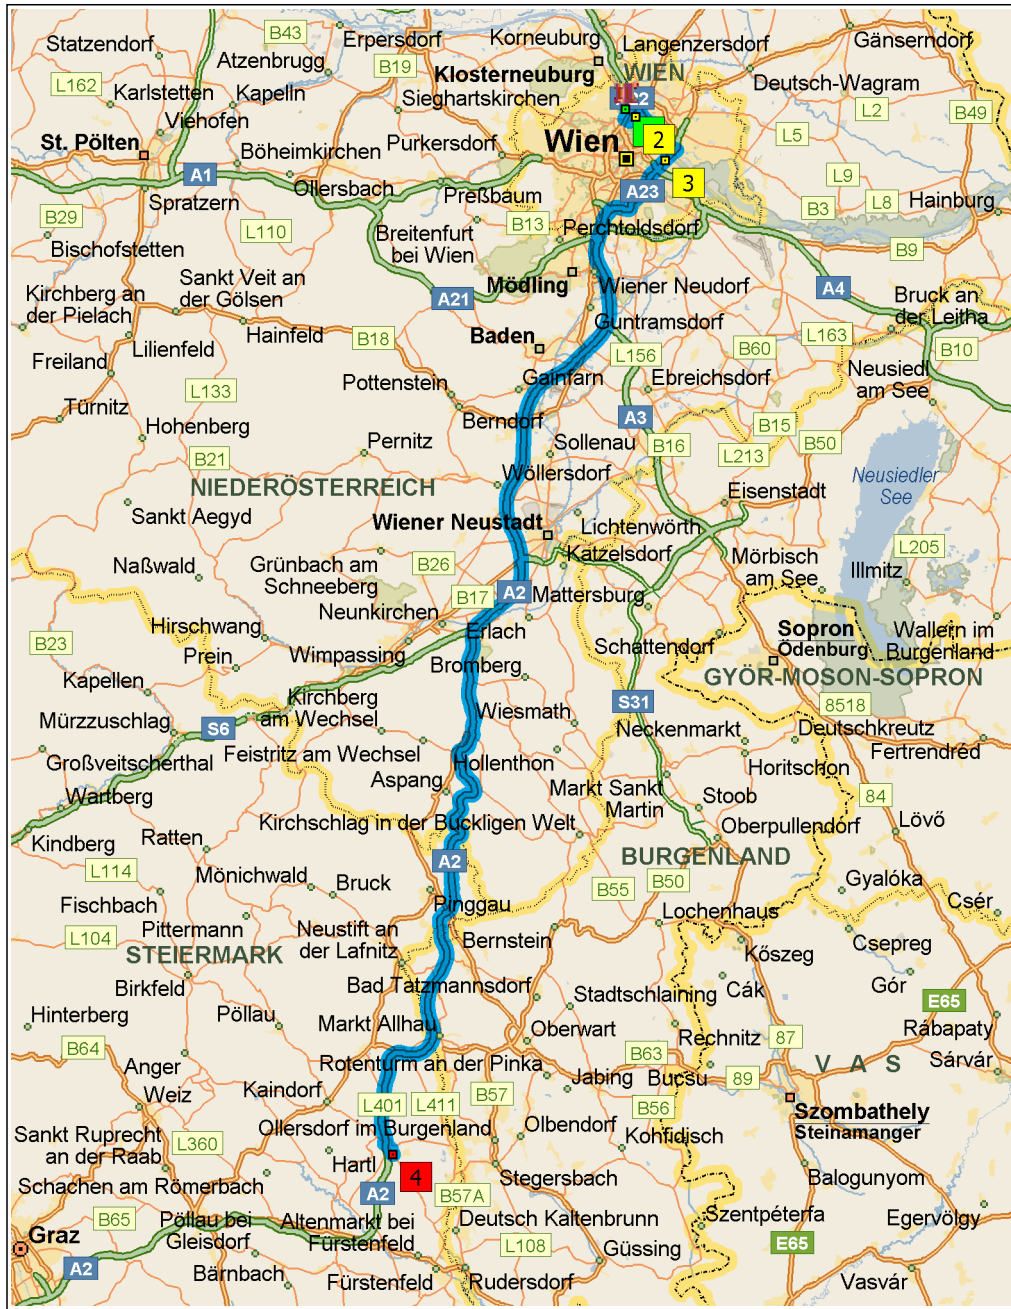 B43
Erpersdorf
Korneuburg
Gänserndorf
Statzendorf
Atzenbrugg
B19
Langenzersdorf
Klosterneuburg
WIEN
L162
Karlstetten
Kapelln
Sieghartskirchen
Deutsch-Wagram
L2
B49
Viehofen
L5
St. Pölten
Böheimkirchen
Purkersdorf
Wien
2
A1
Ollersbach
Preßbaum
A23
3
L9
L8
Hainburg
Spratzern
B29
L110
B13
Perchtoldsdorf
B3
Bischofstetten
Breitenfurt
bei Wien
B9
Sankt Veit an
der Gölsen
Mödling
Wiener Neudorf
A4
Kirchberg an
der Pielach
A21
Bruck an
der Leitha
Hainfeld
Guntramsdorf
Lilienfeld
B18
Baden
L163
L156
B60
B10
Freiland
L133
Pottenstein
Gainfarn
Ebreichsdorf
Neusiedl
am See
Türnitz
Hohenberg
Berndorf
A3
B15
Pernitz
Sollenau
B16
B50
L213
B21
NIEDERÖSTERREICH
Wöllersdorf
Neusiedler
See
Eisenstadt
Sankt Aegyd
Wiener Neustadt
Lichtenwörth
L205
Naßwald
Grünbach am
Schneeberg
B26
Katzelsdorf
Mörbisch
am See
Illmitz
Neunkirchen
B17
A2
Mattersburg
Hirschwang
Erlach
Schattendorf
Sopron
Ödenburg
Wallern im
Burgenland
B23
Prein
Wimpassing
Bromberg
GYÖR-MOSON-SOPRON
Kapellen
Kirchberg
am Wechsel
S31
8518
Mürzzuschlag
S6
Wiesmath
Neckenmarkt
Deutschkreutz
Feistritz am Wechsel
Fertrendréd
Großveitscherthal
Hollenthon
Horitschon
Aspang
Markt Sankt
Martin
84
Wartberg
Stoob
Kirchschlag in der Buckligen Welt
Oberpullendorf
Lövő
Kindberg
Ratten
A2
BURGENLAND
L114
Mönichwald
Bruck
B55
B50
Gyalóka
Fischbach
Pinggau
Lochenhaus
Csér
L104
Pittermann
Neustift an
der Lafnitz
Bernstein
Csepreg
STEIERMARK
Kőszeg
Birkfeld
Bad Tatzmannsdorf
Stadtschlaining
Cák
Gór
E65
Hinterberg
Pöllau
Markt Allhau
Oberwart
Rechnitz
87
Rábapaty
B64
Anger
Rotenturm an der Pinka
B63
V A S
Sárvár
Weiz
Kaindorf
B57
Jabing
Bucsu
89
L401
L411
B56
Szombathely
Steinamanger
Sankt Ruprecht
an der Raab
L360
Ollersdorf im Burgenland
Olbendorf
Kohfidisch
Hartl
4
Stegersbach
Balogunyom
Schachen am Römerbach
A2
B57A
B65
Pöllau bei
Gleisdorf
Altenmarkt bei
Fürstenfeld
Deutsch Kaltenbrunn
Szentpéterfa
Egervölgy
Graz
L108
E65
A2
Bärnbach
Fürstenfeld
Rudersdorf
Güssing
Vasvár